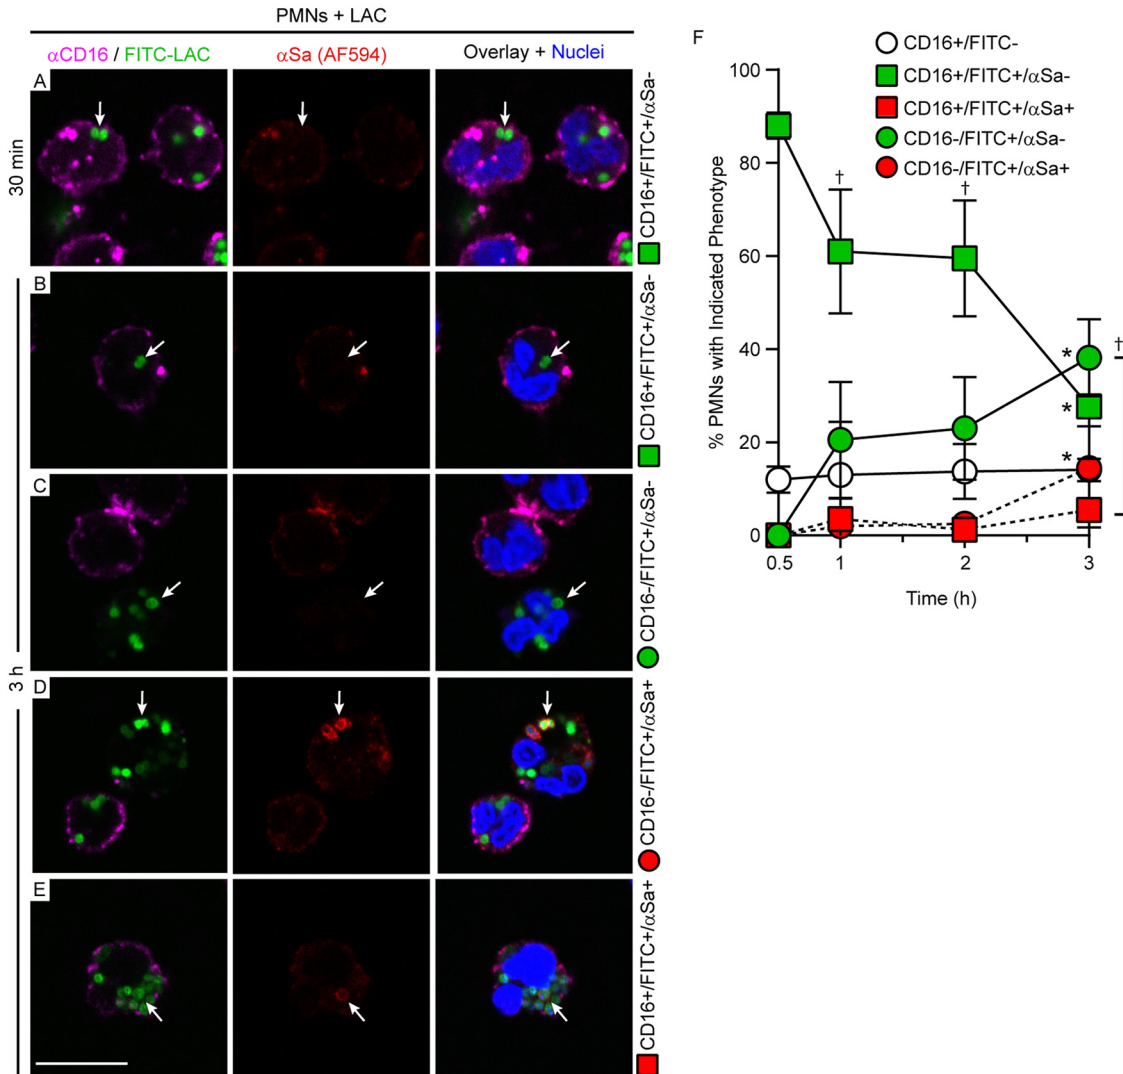 PMNs + LAC
αCD16 / FITC-LAC
αSa (AF594)
Overlay + Nuclei
30 min
A
CD16+/FITC+/αSa-
3 h
B
CD16+/FITC+/αSa-
C
CD16-/FITC+/αSa-
D
CD16-/FITC+/αSa+
E
CD16+/FITC+/αSa+
F
CD16+/FITC-
CD16+/FITC+/αSa-
CD16+/FITC+/αSa+
CD16-/FITC+/αSa-
CD16-/FITC+/αSa+
% PMNs with Indicated Phenotype
100
80
60
40
20
0
†
†
†
*
*
*
0.5
1
2
3
Time (h)